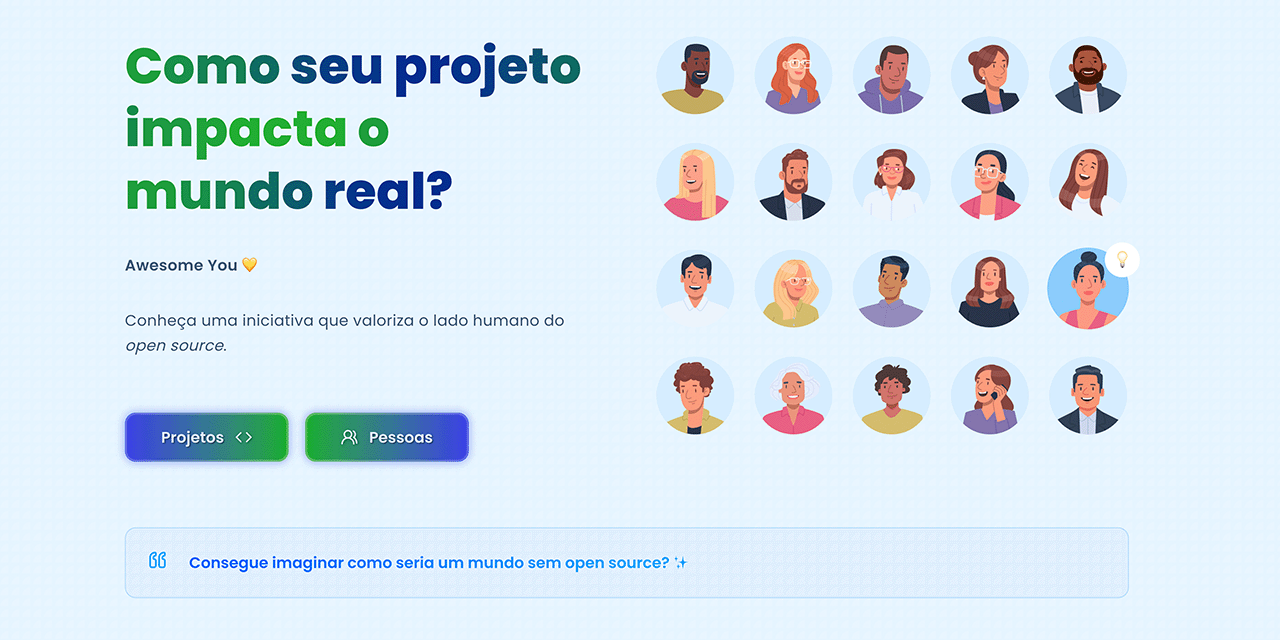 Como seu projeto
impacta o
mundo real?
Awesome You 💛
Conheça uma iniciativa que valoriza o lado humano do
open source.
Projetos <>
Pessoas
Consegue imaginar como seria um mundo sem open source? ✨